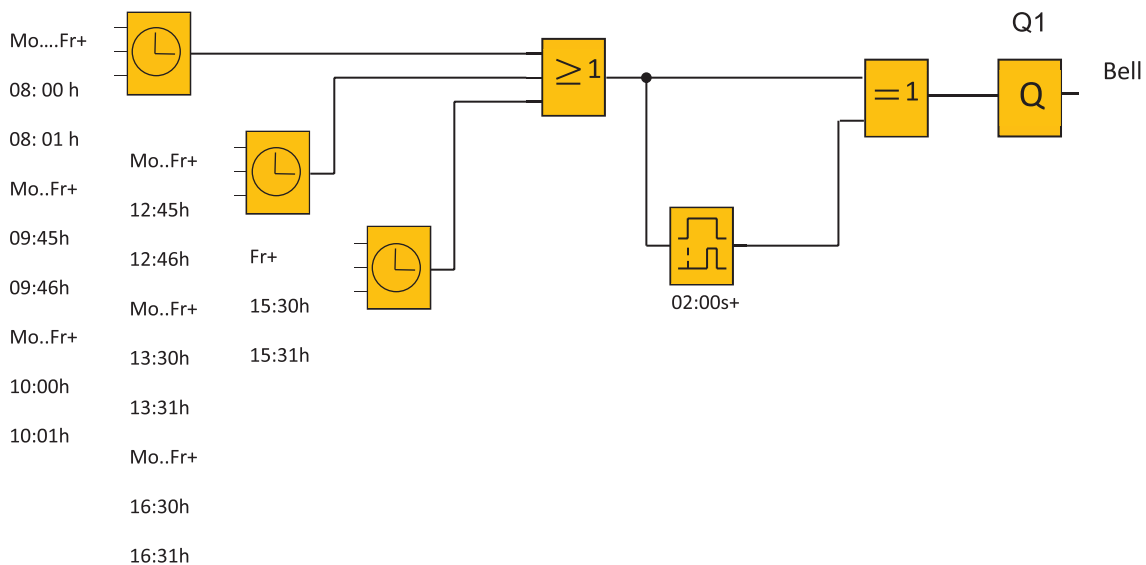 Mo....Fr+
08: 00 h
08: 01 h
Mo..Fr+
09:45h
09:46h
Mo..Fr+
10:00h
10:01h
Mo..Fr+
12:45h
12:46h
Mo..Fr+
13:30h
13:31h
Mo..Fr+
16:30h
16:31h
Fr+
15:30h
15:31h
≥1
02:00s+
=1
Q1
Q
Bell